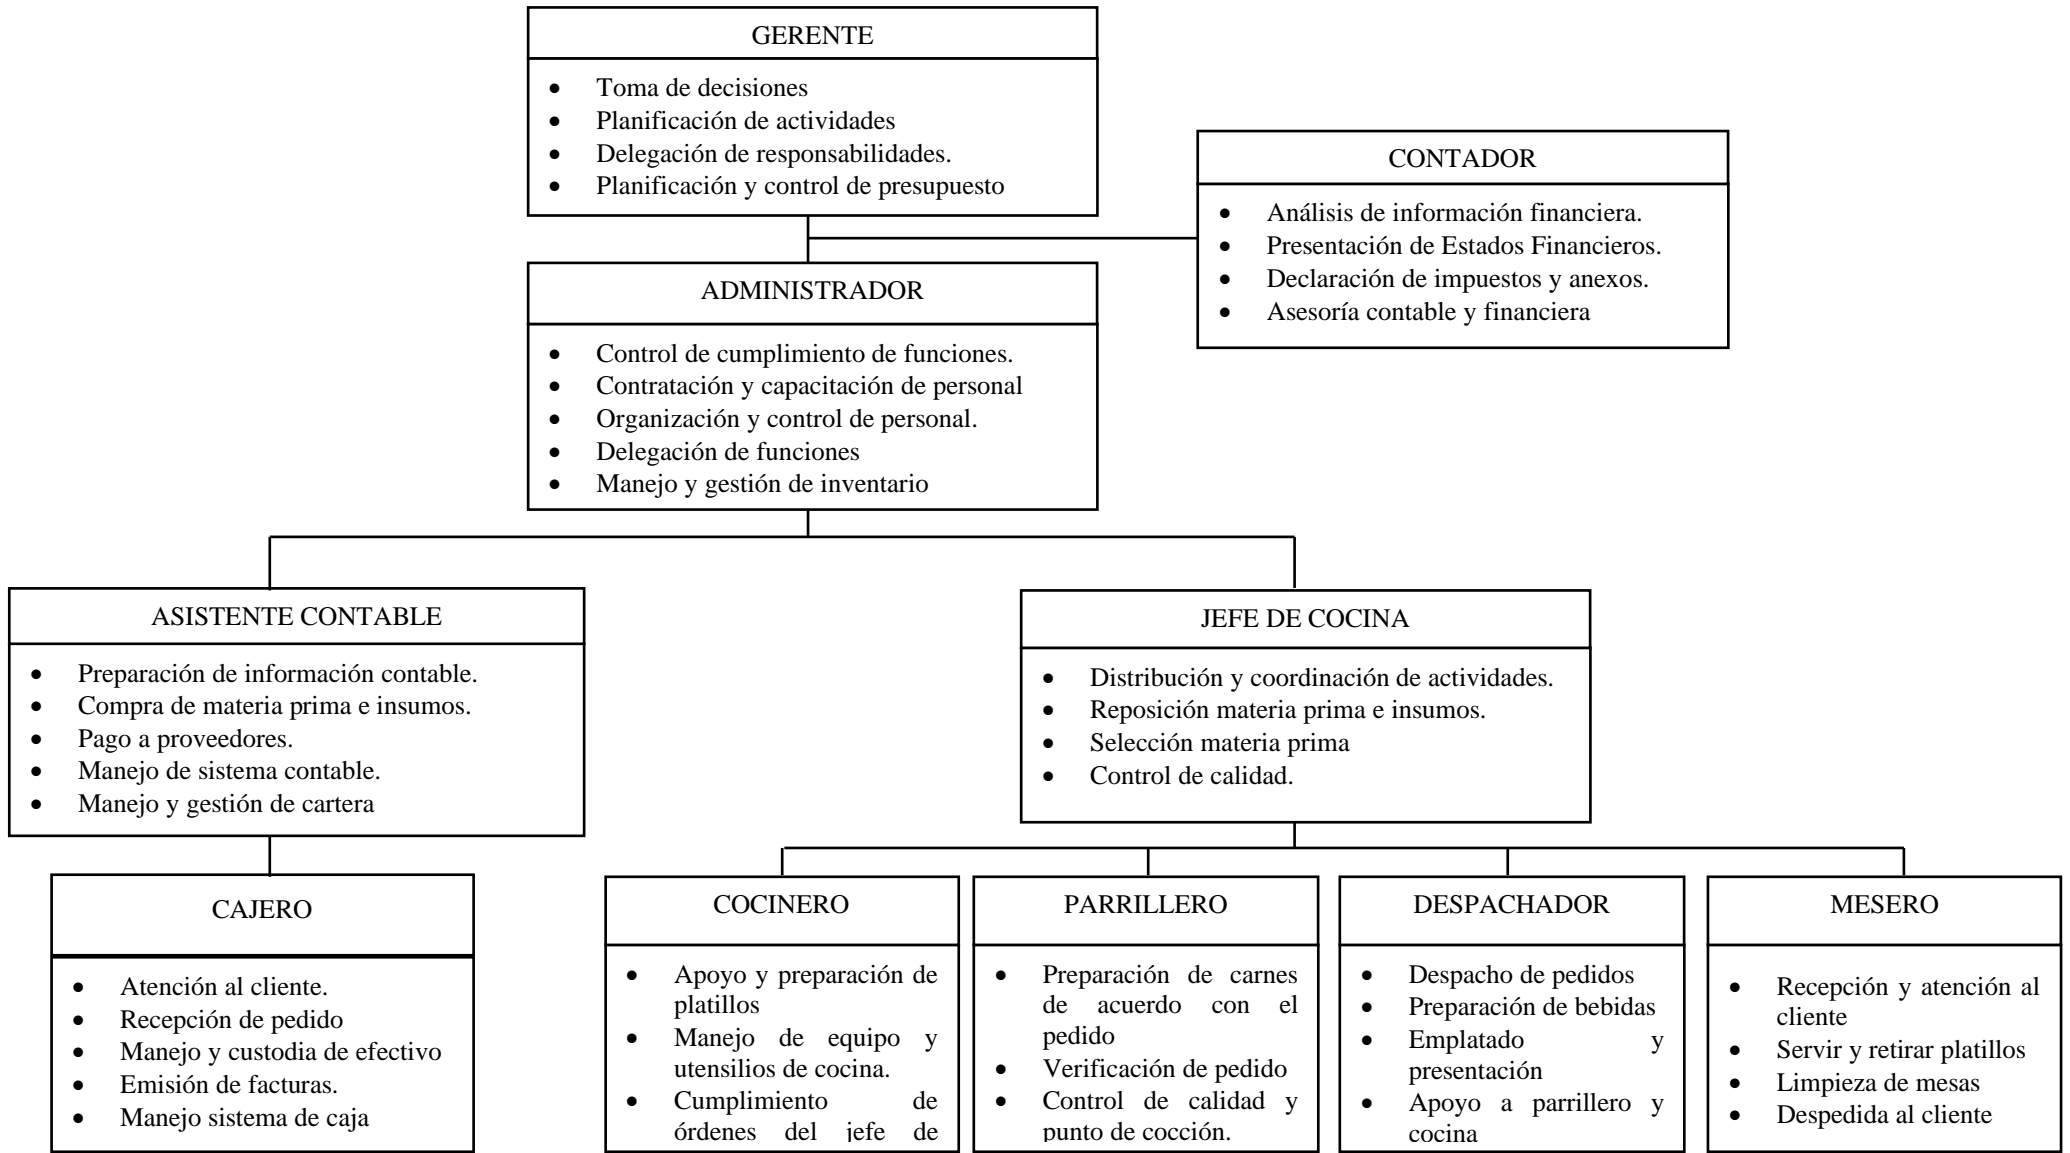 GERENTE
• Toma de decisiones
• Planificación de actividades
• Delegación de responsabilidades.
• Planificación y control de presupuesto
CONTADOR
• Análisis de información financiera.
• Presentación de Estados Financieros.
• Declaración de impuestos y anexos.
• Asesoría contable y financiera
ADMINISTRADOR
• Control de cumplimiento de funciones.
• Contratación y capacitación de personal
• Organización y control de personal.
• Delegación de funciones
• Manejo y gestión de inventario
ASISTENTE CONTABLE
• Preparación de información contable.
• Compra de materia prima e insumos.
• Pago a proveedores.
• Manejo de sistema contable.
• Manejo y gestión de cartera
JEFE DE COCINA
• Distribución y coordinación de actividades.
• Reposición materia prima e insumos.
• Selección materia prima
• Control de calidad.
CAJERO
• Atención al cliente.
• Recepción de pedido
• Manejo y custodia de efectivo
• Emisión de facturas.
• Manejo sistema de caja
COCINERO
• Apoyo y preparación de
platillos
• Manejo de equipo y
utensilios de cocina.
• Cumplimiento de
órdenes del jefe de
PARRILLERO
• Preparación de carnes
de acuerdo con el
pedido
• Verificación de pedido
• Control de calidad y
punto de cocción.
DESPACHADOR
• Despacho de pedidos
• Preparación de bebidas
• Emplatado y
presentación
• Apoyo a parrillero y
cocina
MESERO
• Recepción y atención al
cliente
• Servir y retirar platillos
• Limpieza de mesas
• Despedida al cliente